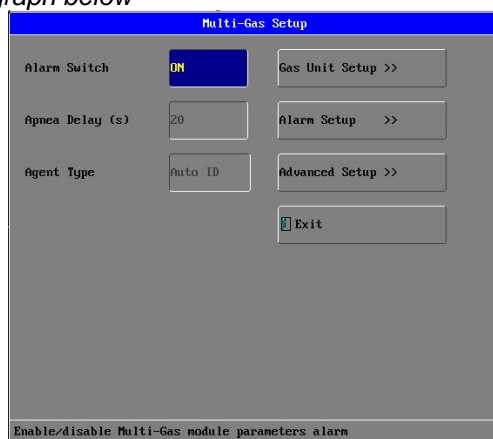 graph below
Multi-Gas Setup
Alarm Switch ON Gas Unit Setup >>
Apnea Delay (s) 20 Alarm Setup >>
Agent Type Auto ID Advanced Setup >>
Exit
Enable/disable Multi-Gas module parameters alarm